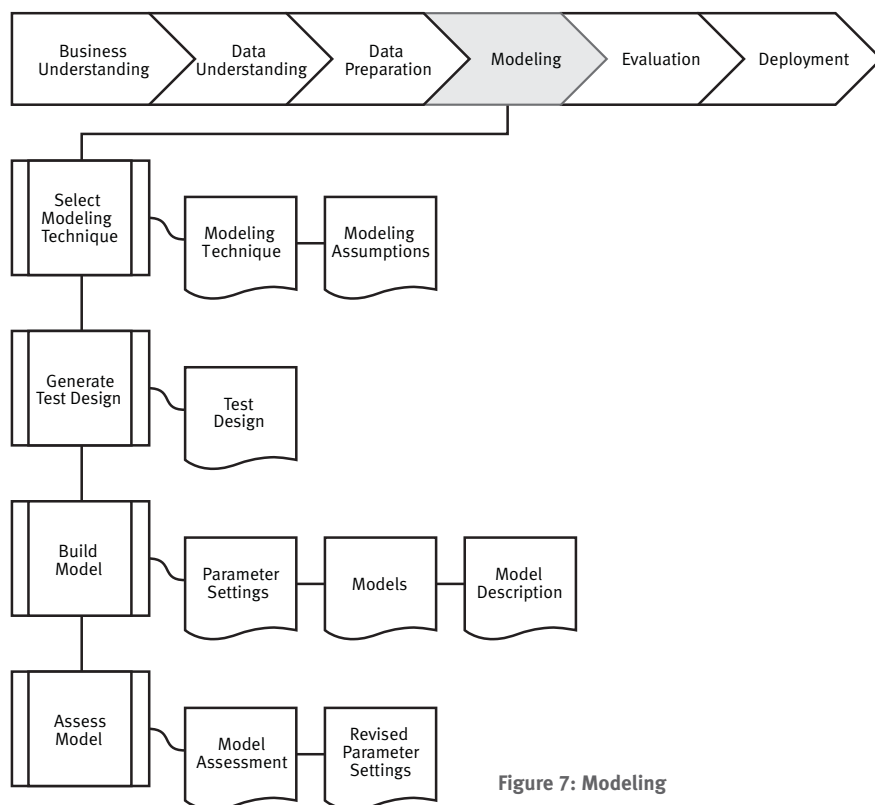 Business
Understanding
Data
Understanding
Data
Preparation
Modeling
Evaluation
Deployment
Select
Modeling
Technique
Modeling
Technique
Modeling
Assumptions
Generate
Test Design
Test
Design
Build
Model
Parameter
Settings
Models
Model
Description
Assess
Model
Model
Assessment
Revised
Parameter
Settings
Figure 7: Modeling